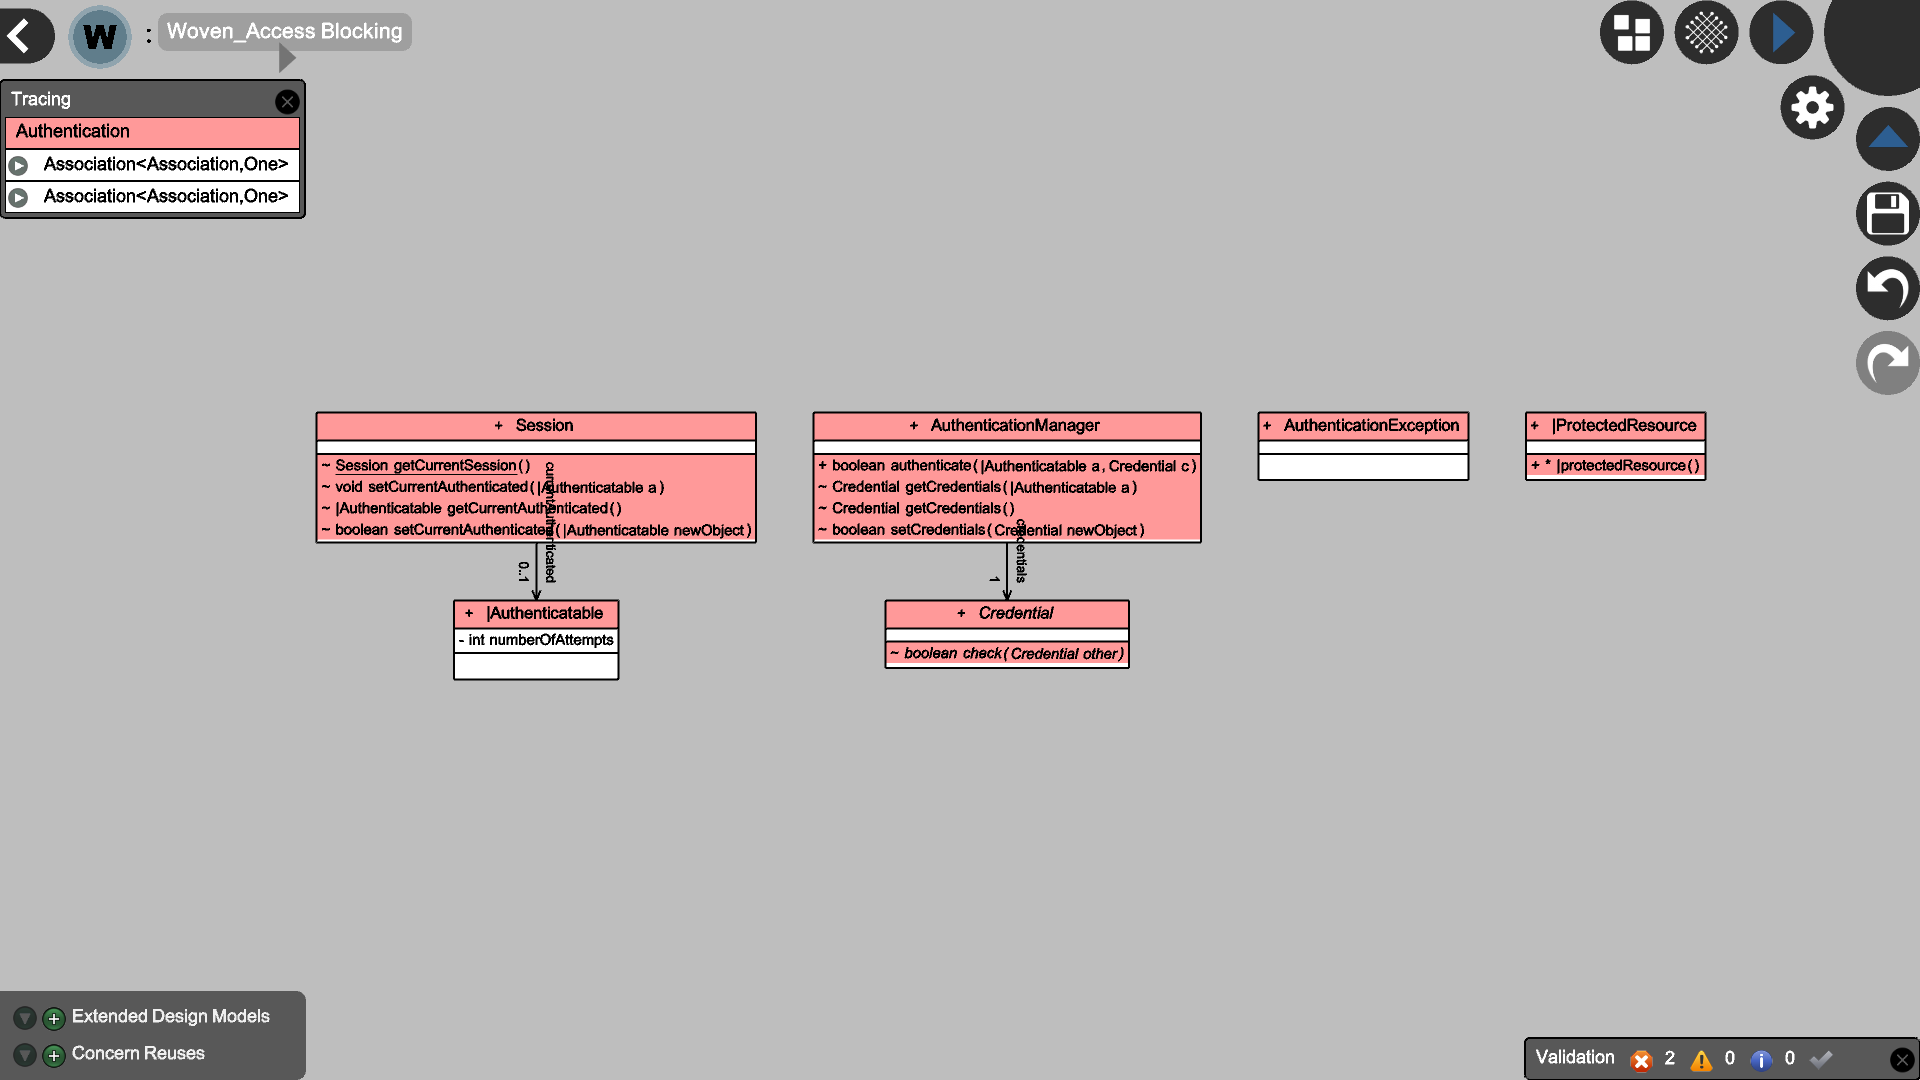 W : Woven_Access Blocking
Tracing
Authentication
Association<Association,One>
Association<Association,One>
+ Session
~ Session getCurrentSession()
~ void setCurrentAuthenticated(|Authenticatable a)
~ |Authenticatable getCurrentAuthenticated()
~ boolean setCurrentAuthenticated(|Authenticatable newObject)
currentAuthenticated
0..1
+ |Authenticatable
- int numberOfAttempts
+ AuthenticationManager
+ boolean authenticate(|Authenticatable a, Credential c)
~ Credential getCredentials(|Authenticatable a)
~ Credential getCredentials()
~ boolean setCredentials(Credential newObject)
credentials
1
+ Credential
~ boolean check(Credential other)
+ AuthenticationException
+ |ProtectedResource
+ * |protectedResource()
Extended Design Models
Concern Reuses
Validation 2 0 0